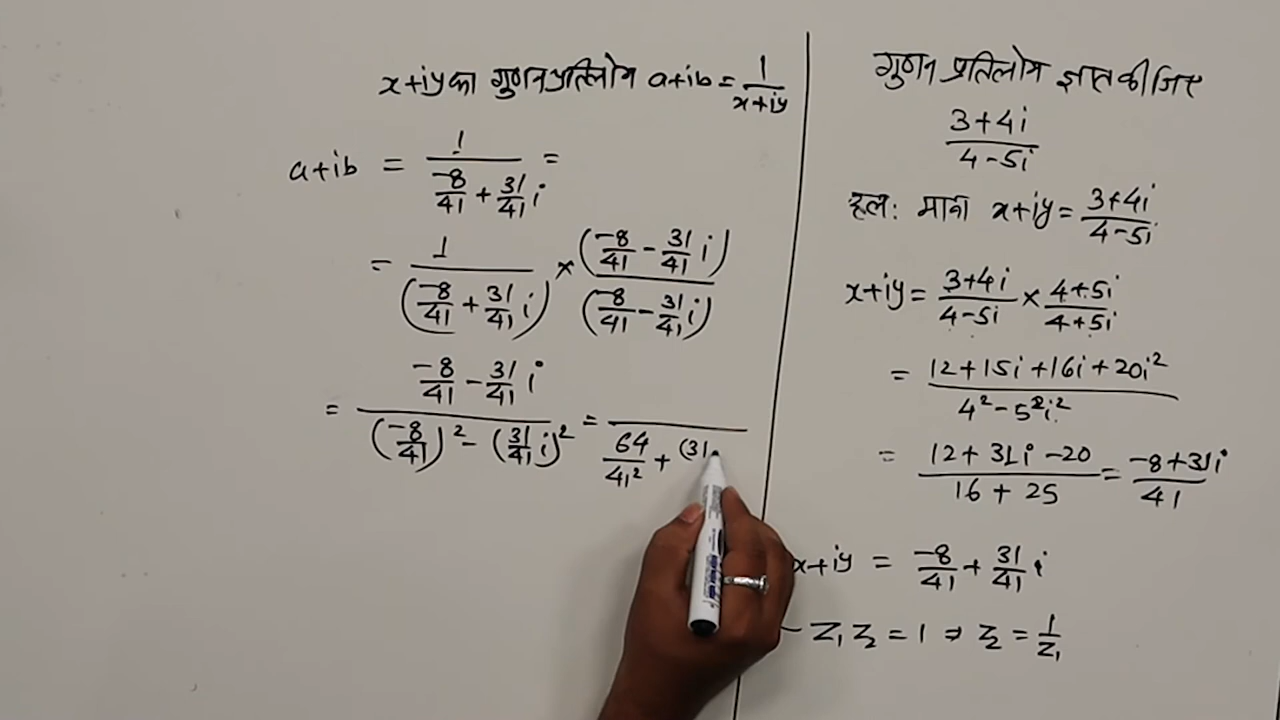 x+iy का गुणन प्रतिलोम a+ib = 1/(x+iy)
a+ib = 1/(-8/41 + 31/41 i) =
= 1/(-8/41 + 31/41 i) × (-8/41 - 31/41 i)/(-8/41 - 31/41 i)
= (-8/41 - 31/41 i)/((-8/41)² - (31/41 i)²) = /(64/41² + (31
गुणन प्रतिलोम ज्ञात कीजिए
(3+4i)/(4-5i)
हल: माना x+iy = (3+4i)/(4-5i)
x+iy = (3+4i)/(4-5i) × (4+5i)/(4+5i)
= (12+15i+16i+20i²)/(4²-5²i²)
= (12+31i-20)/(16+25) = (-8+31i)/41
x+iy = -8/41 + 31/41 i
Z₁Z₂ = 1 ⇒ Z₂ = 1/Z₁